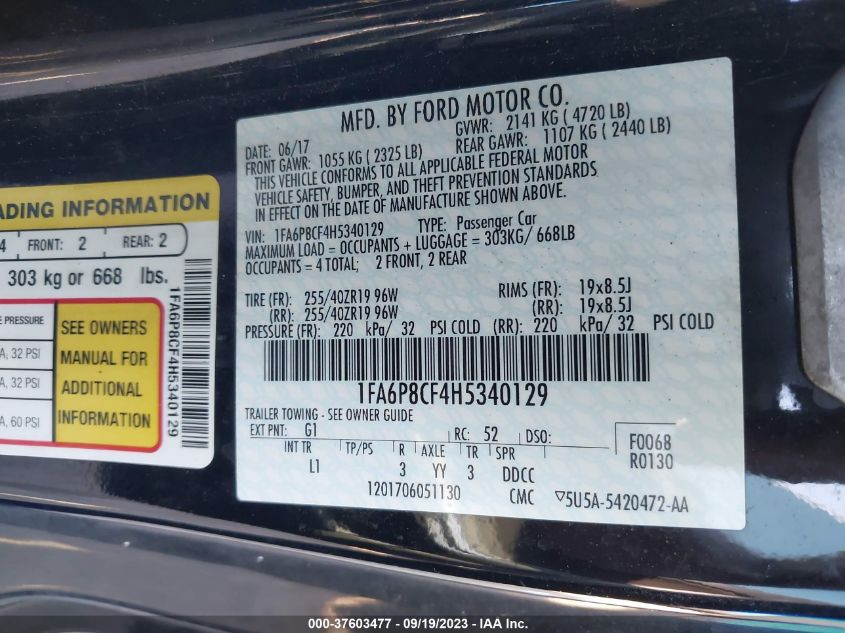 ADING INFORMATION
4 FRONT: 2 REAR: 2
303 kg or 668 lbs.
E PRESSURE
A, 32 PSI
A, 32 PSI
A, 60 PSI
SEE OWNERS
MANUAL FOR
ADDITIONAL
INFORMATION
1FA6P8CF4H5340129
MFD. BY FORD MOTOR CO.
DATE: 06/17 GVWR: 2141 KG ( 4720 LB)
FRONT GAWR: 1055 KG ( 2325 LB) REAR GAWR: 1107 KG ( 2440 LB)
THIS VEHICLE CONFORMS TO ALL APPLICABLE FEDERAL MOTOR
VEHICLE SAFETY, BUMPER, AND THEFT PREVENTION STANDARDS
IN EFFECT ON THE DATE OF MANUFACTURE SHOWN ABOVE.
VIN: 1FA6P8CF4H5340129 TYPE: Passenger Car
MAXIMUM LOAD = OCCUPANTS + LUGGAGE = 303KG/ 668LB
OCCUPANTS = 4 TOTAL; 2 FRONT, 2 REAR
TIRE (FR): 255/40ZR19 96W RIMS (FR): 19x8.5J
(RR): 255/40ZR19 96W (RR): 19x8.5J
PRESSURE (FR): 220 kPa/ 32 PSI COLD (RR): 220 kPa/ 32 PSI COLD
1FA6P8CF4H5340129
TRAILER TOWING - SEE OWNER GUIDE
EXT PNT: G1 RC: 52 DSO: F0068
INT TR TP/PS R AXLE TR SPR R0130
L1 3 YY 3 DDCC
1201706051130 CMC ▽5U5A-5420472-AA
000-37603477 - 09/19/2023 - IAA Inc.